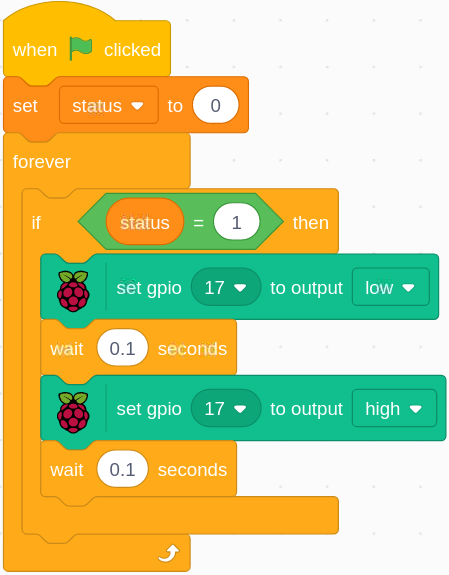 when clicked
set status to 0
forever
if status = 1 then
set gpio 17 to output low
wait 0.1 seconds
set gpio 17 to output high
wait 0.1 seconds